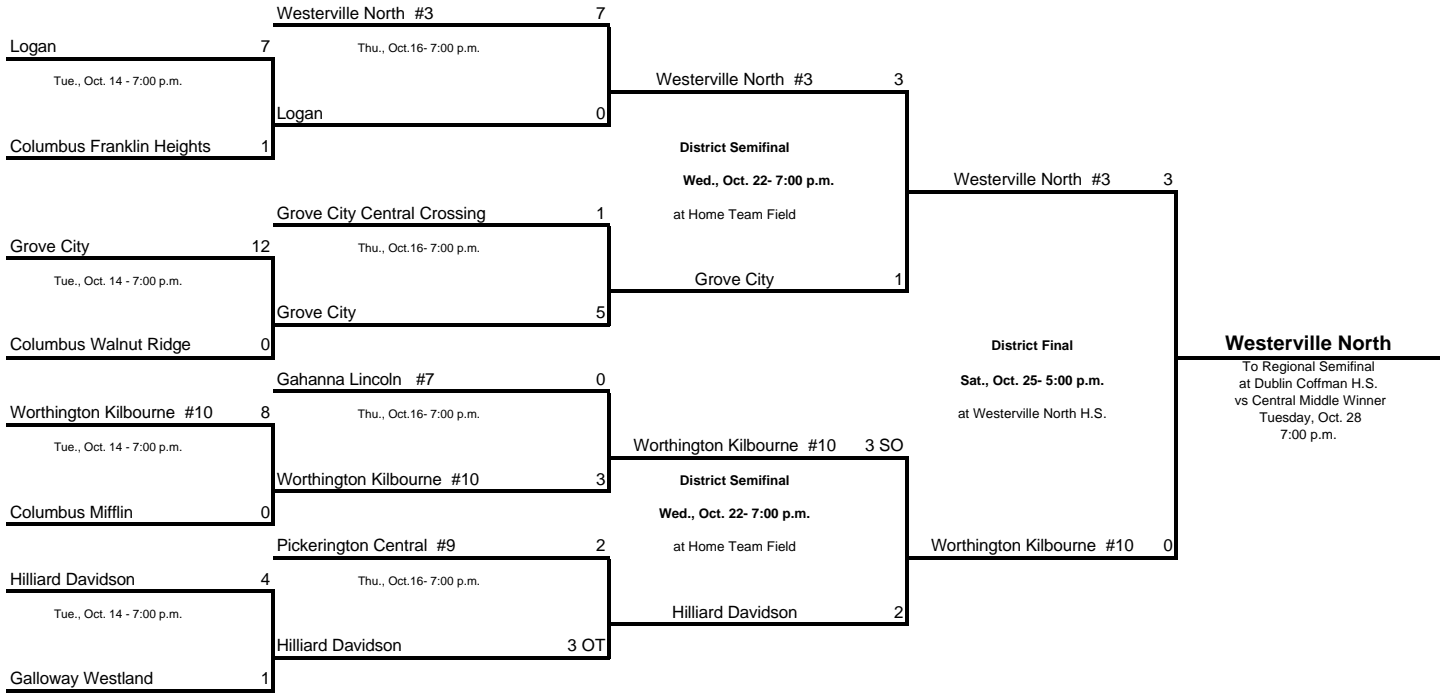 Westerville North #3 7
Logan 7
Thu., Oct.16- 7:00 p.m.
Tue., Oct. 14 - 7:00 p.m.
Westerville North #3 3
Logan 0
Columbus Franklin Heights 1
District Semifinal
Wed., Oct. 22- 7:00 p.m.
Westerville North #3 3
Grove City Central Crossing 1
at Home Team Field
Grove City 12
Thu., Oct.16- 7:00 p.m.
Tue., Oct. 14 - 7:00 p.m.
Grove City 1
Grove City 5
Columbus Walnut Ridge 0
District Final
Westerville North
To Regional Semifinal
at Dublin Coffman H.S.
vs Central Middle Winner
Tuesday, Oct. 28
7:00 p.m.
Gahanna Lincoln #7 0
Sat., Oct. 25- 5:00 p.m.
Worthington Kilbourne #10 8
Thu., Oct.16- 7:00 p.m.
at Westerville North H.S.
Tue., Oct. 14 - 7:00 p.m.
Worthington Kilbourne #10 3 SO
Worthington Kilbourne #10 3
District Semifinal
Columbus Mifflin 0
Wed., Oct. 22- 7:00 p.m.
Pickerington Central #9 2
at Home Team Field
Worthington Kilbourne #10 0
Hilliard Davidson 4
Thu., Oct.16- 7:00 p.m.
Tue., Oct. 14 - 7:00 p.m.
Hilliard Davidson 2
Hilliard Davidson 3 OT
Galloway Westland 1